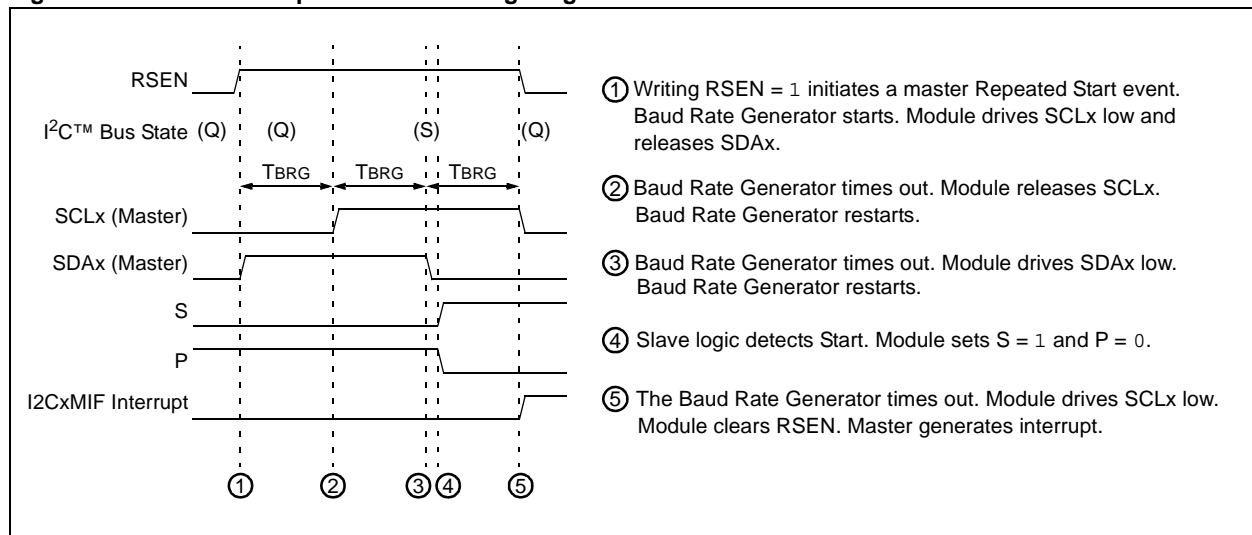 RSEN
I²C™ Bus State (Q) (Q) (S) (Q)
TBRG TBRG TBRG
SCLx (Master)
SDAx (Master)
S
P
I2CxMIF Interrupt
1 2 3 4 5
1 Writing RSEN = 1 initiates a master Repeated Start event.
Baud Rate Generator starts. Module drives SCLx low and
releases SDAx.
2 Baud Rate Generator times out. Module releases SCLx.
Baud Rate Generator restarts.
3 Baud Rate Generator times out. Module drives SDAx low.
Baud Rate Generator restarts.
4 Slave logic detects Start. Module sets S = 1 and P = 0.
5 The Baud Rate Generator times out. Module drives SCLx low.
Module clears RSEN. Master generates interrupt.